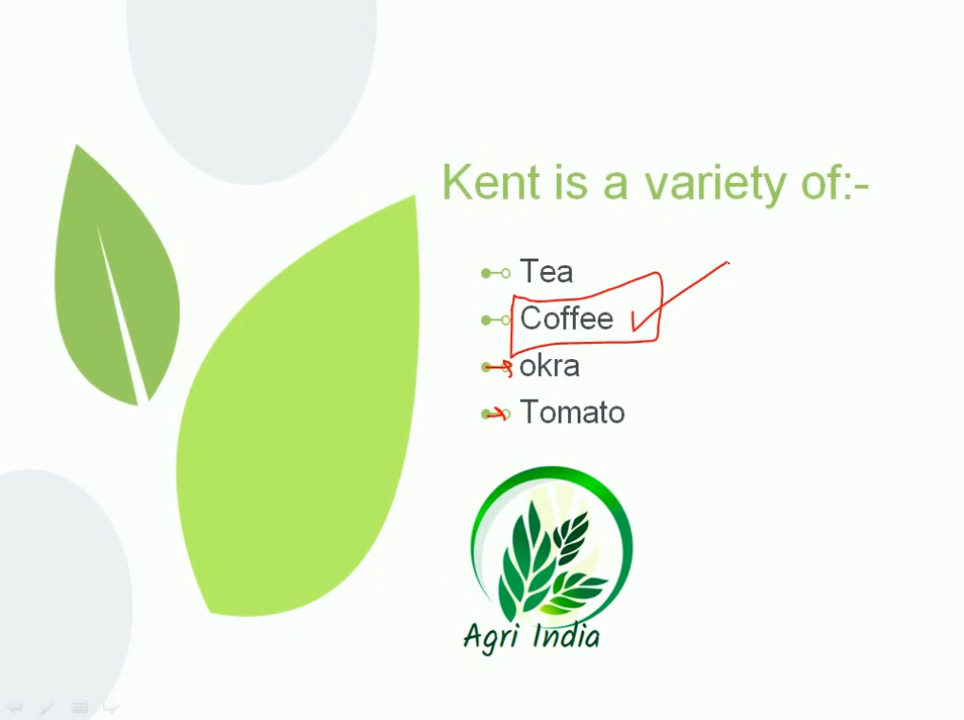 Kent is a variety of:-
Tea
Coffee
okra
Tomato
Agri India